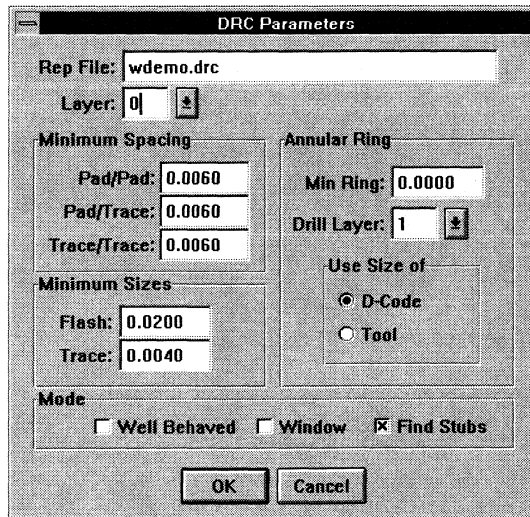 DRC Parameters
Rep File: wdemo.drc
Layer: 0
Minimum Spacing
Pad/Pad: 0.0060
Pad/Trace: 0.0060
Trace/Trace: 0.0060
Minimum Sizes
Flash: 0.0200
Trace: 0.0040
Annular Ring
Min Ring: 0.0000
Drill Layer: 1
Use Size of
D-Code
Tool
Mode
Well Behaved Window Find Stubs
OK Cancel